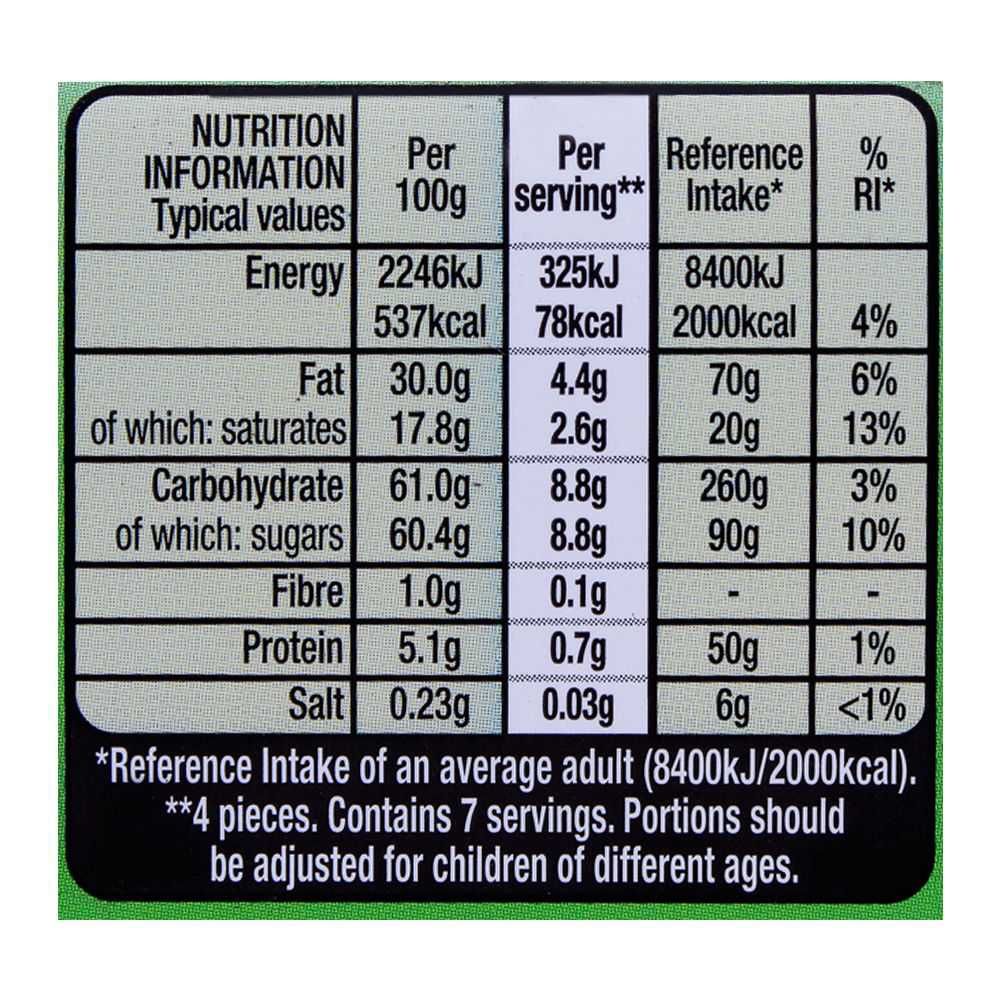 NUTRITION INFORMATION Typical values Per 100g Per serving** Reference Intake* % RI*
Energy 2246kJ 325kJ 8400kJ
537kcal 78kcal 2000kcal 4%
Fat 30.0g 4.4g 70g 6%
of which: saturates 17.8g 2.6g 20g 13%
Carbohydrate 61.0g 8.8g 260g 3%
of which: sugars 60.4g 8.8g 90g 10%
Fibre 1.0g 0.1g - -
Protein 5.1g 0.7g 50g 1%
Salt 0.23g 0.03g 6g <1%
*Reference Intake of an average adult (8400kJ/2000kcal).
**4 pieces. Contains 7 servings. Portions should
be adjusted for children of different ages.